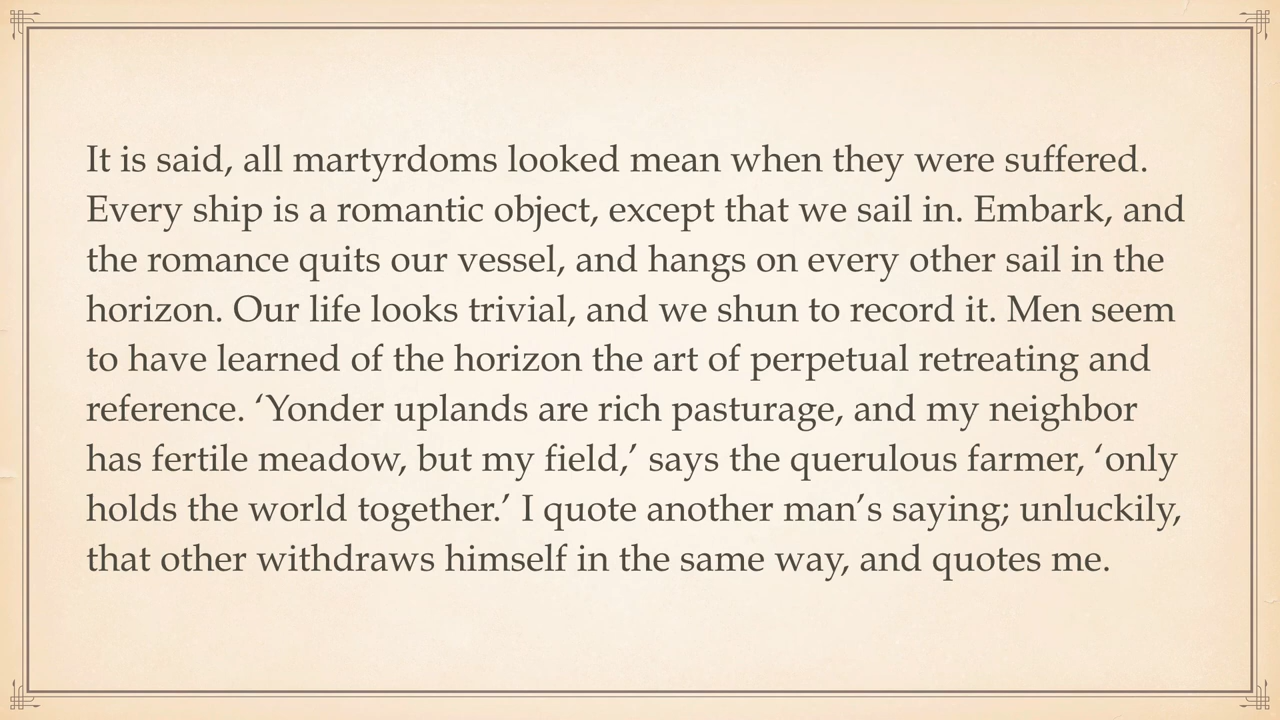 It is said, all martyrdoms looked mean when they were suffered.
Every ship is a romantic object, except that we sail in. Embark, and
the romance quits our vessel, and hangs on every other sail in the
horizon. Our life looks trivial, and we shun to record it. Men seem
to have learned of the horizon the art of perpetual retreating and
reference. ‘Yonder uplands are rich pasturage, and my neighbor
has fertile meadow, but my field,’ says the querulous farmer, ‘only
holds the world together.’ I quote another man’s saying; unluckily,
that other withdraws himself in the same way, and quotes me.